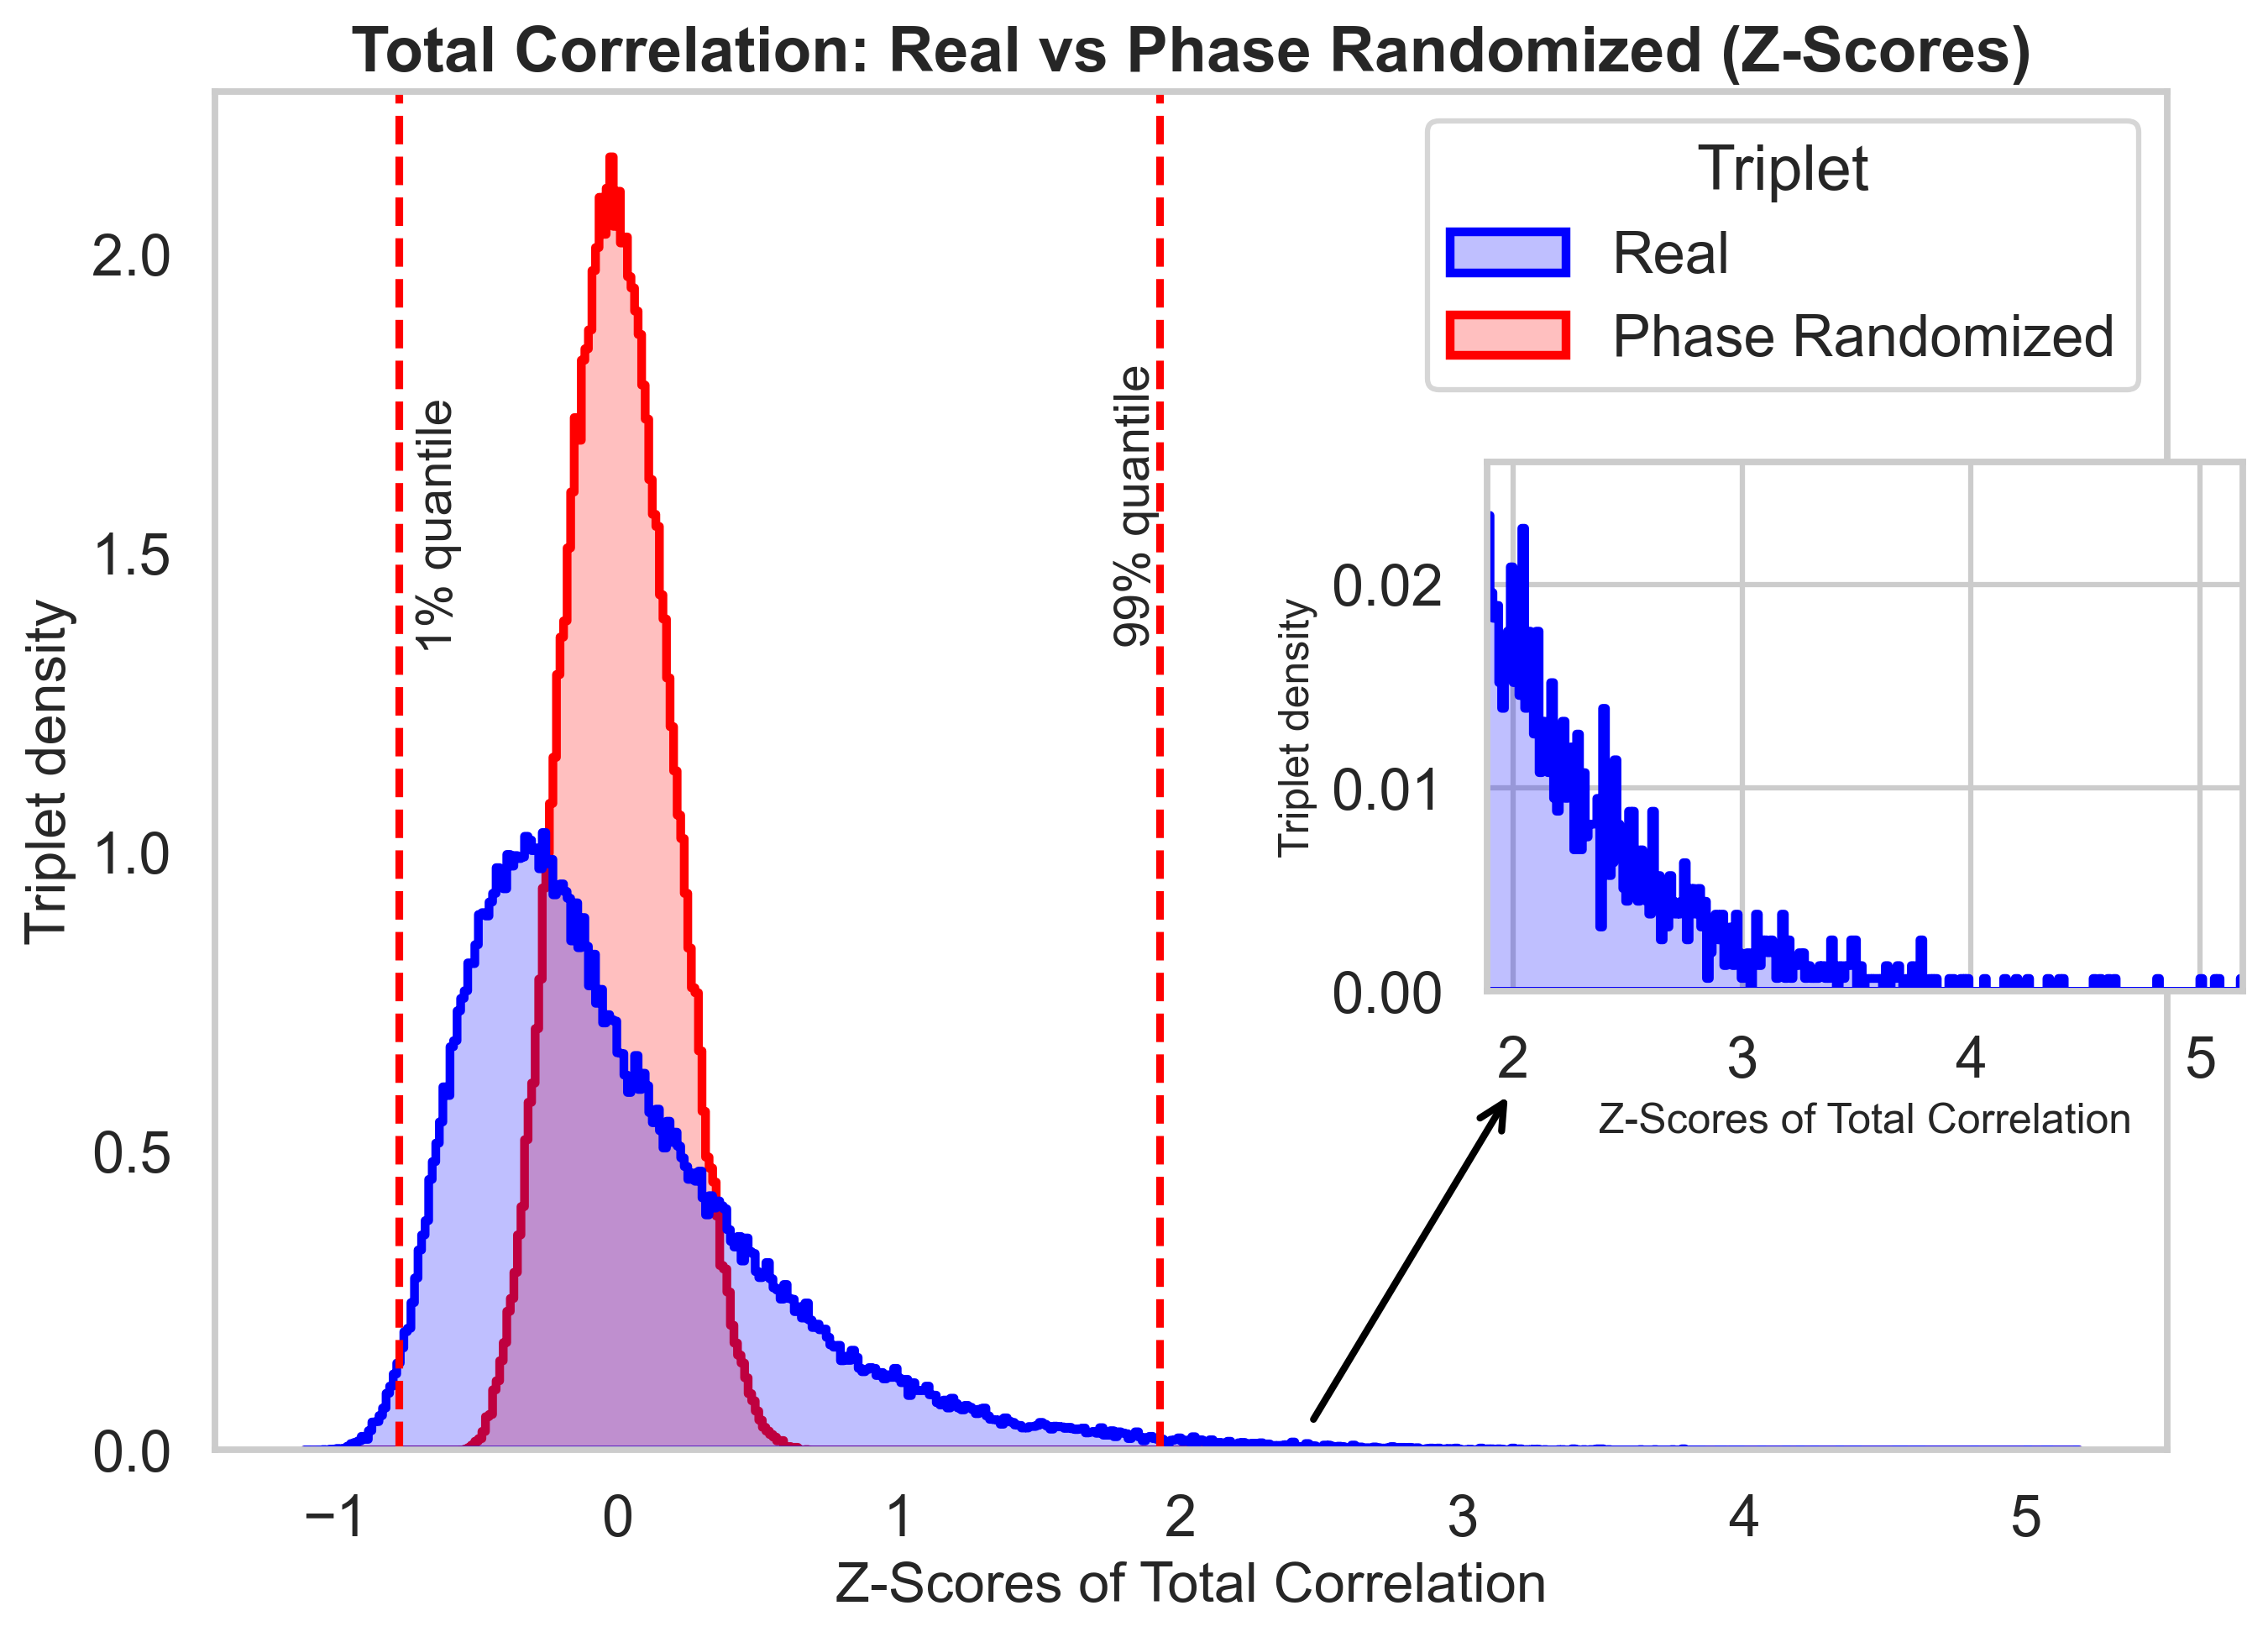 Total Correlation: Real vs Phase Randomized (Z-Scores)
Triplet
Real
Phase Randomized
1% quantile
99% quantile
Triplet density
2.0
1.5
1.0
0.5
0.0
−1
0
1
2
3
4
5
Z-Scores of Total Correlation
Triplet density
0.02
0.01
0.00
2
3
4
5
Z-Scores of Total Correlation